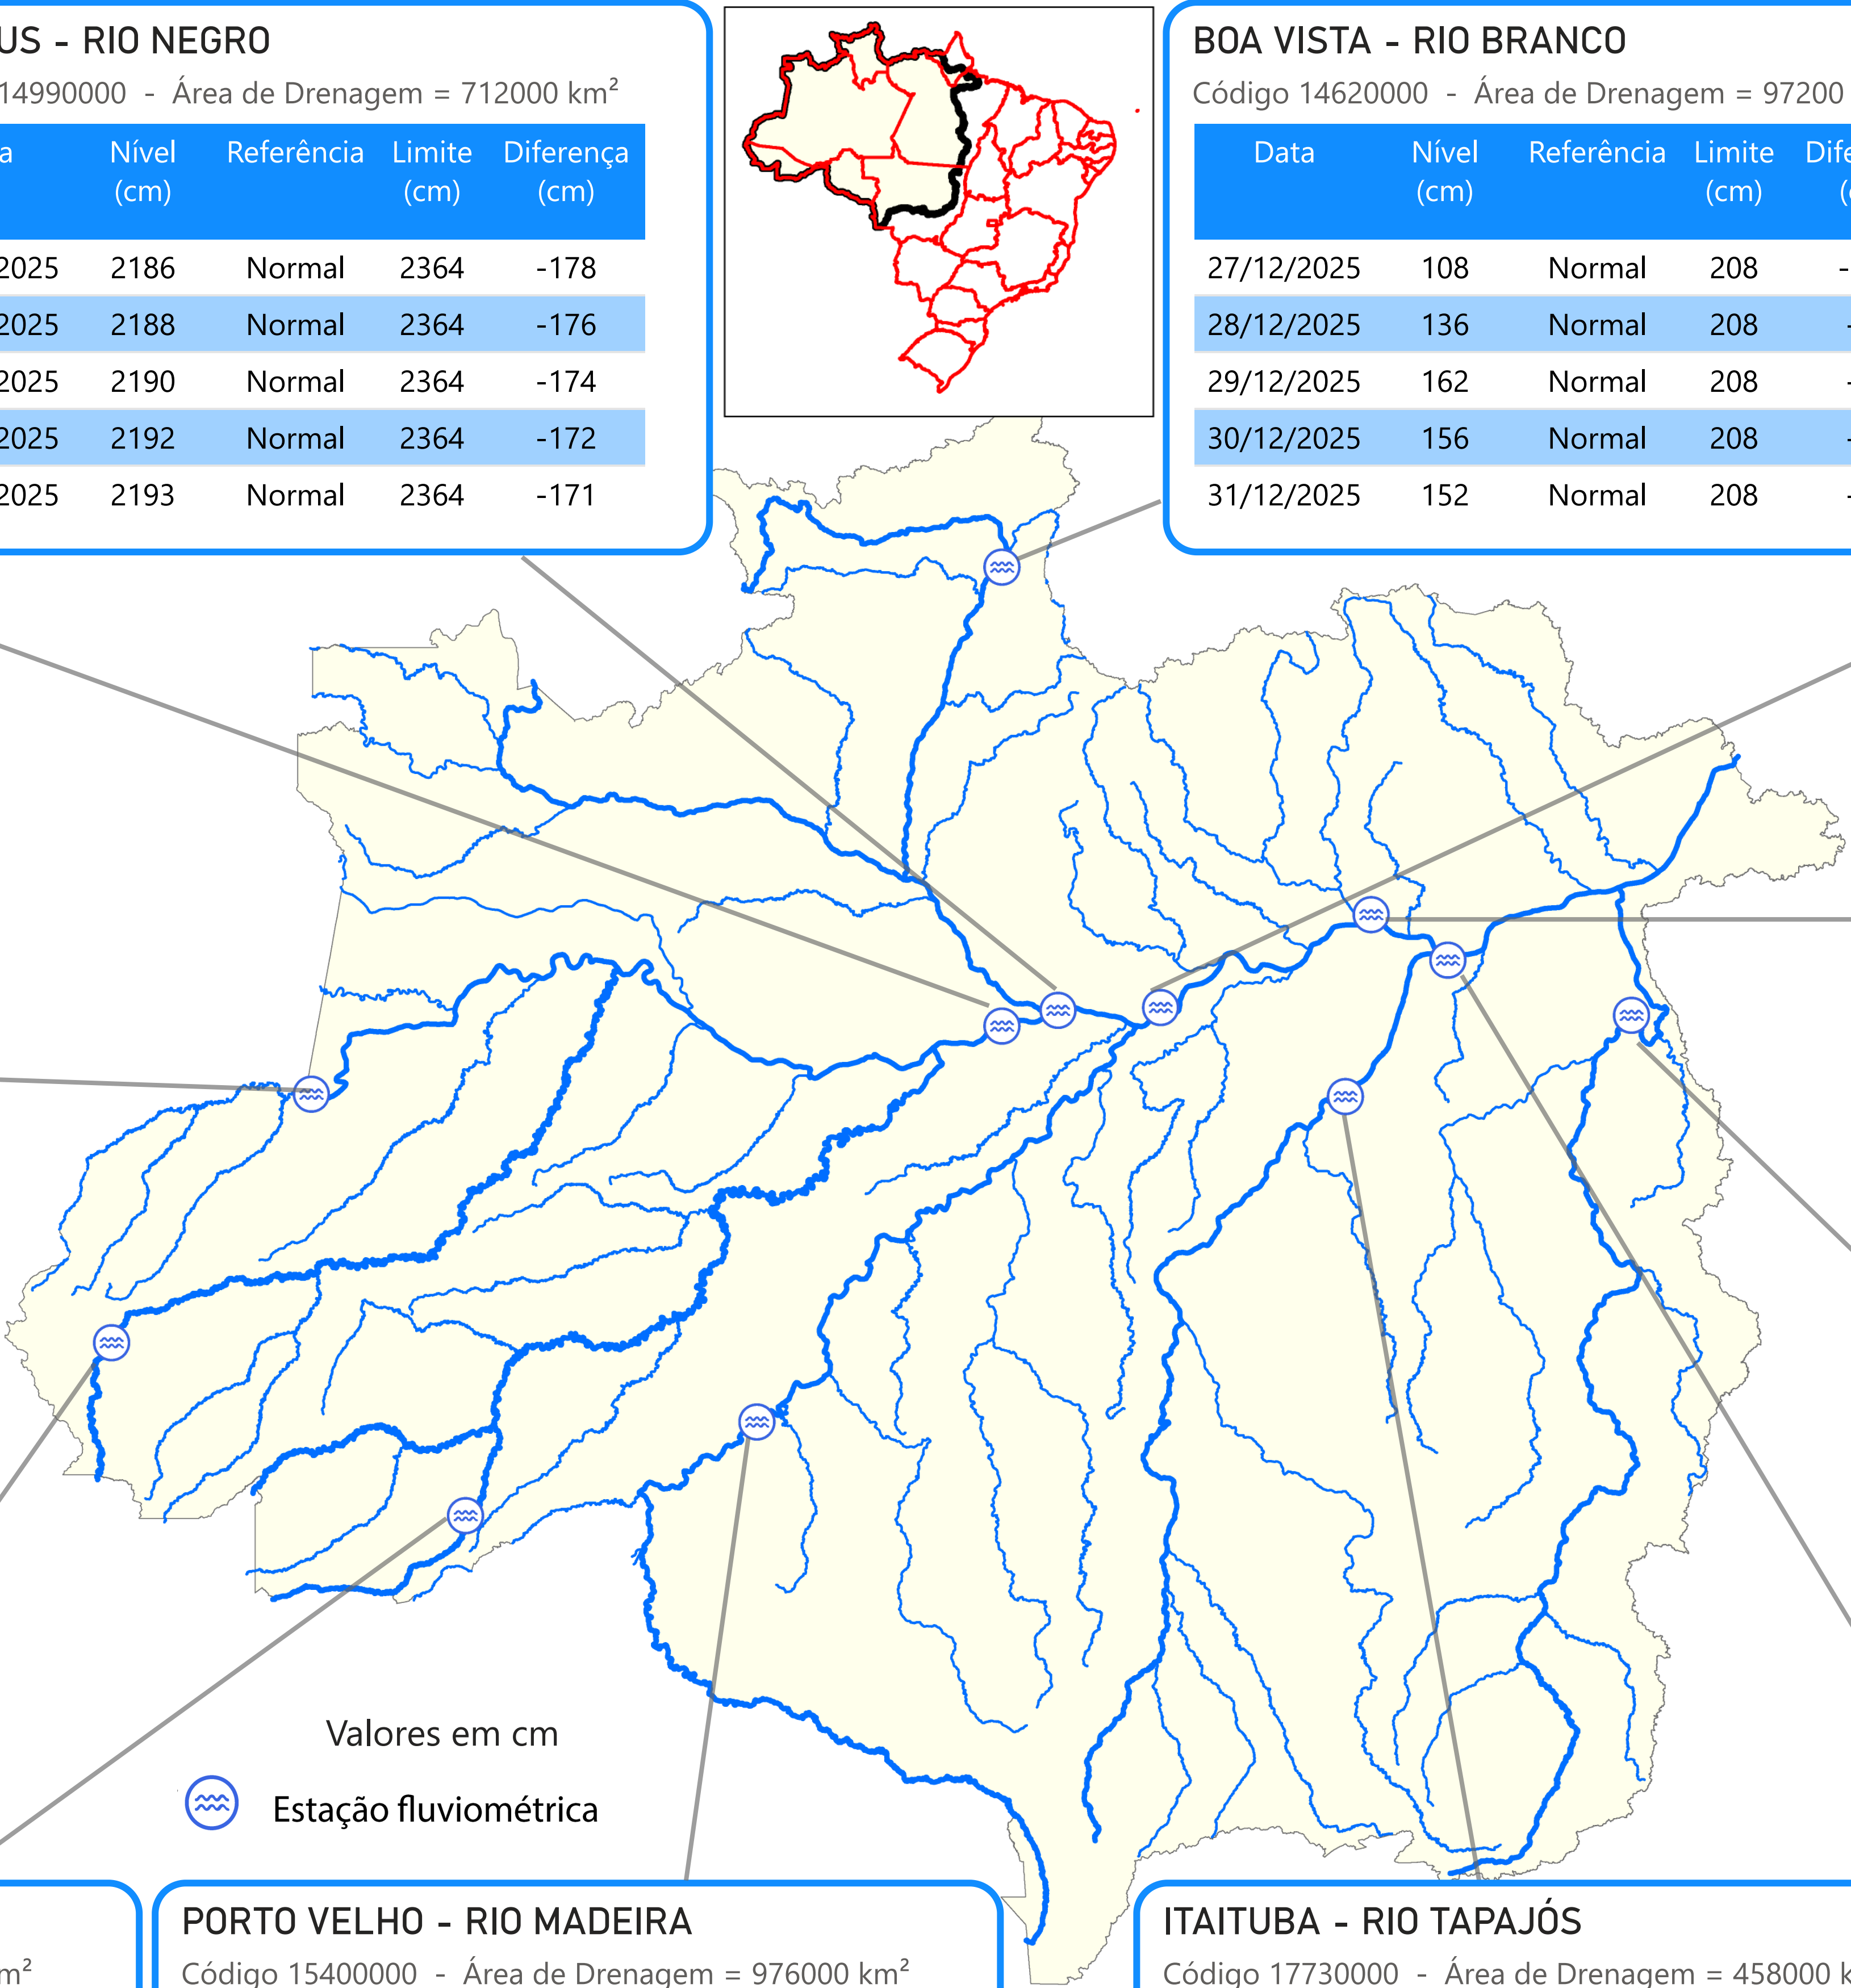 US - RIO NEGRO
14990000 - Área de Drenagem = 712000 km²
a Nível (cm) Referência Limite (cm) Diferença (cm)
2025 2186 Normal 2364 -178
2025 2188 Normal 2364 -176
2025 2190 Normal 2364 -174
2025 2192 Normal 2364 -172
2025 2193 Normal 2364 -171
BOA VISTA - RIO BRANCO
Código 14620000 - Área de Drenagem = 97200
Data Nível (cm) Referência Limite (cm) Dife
27/12/2025 108 Normal 208 -
28/12/2025 136 Normal 208 -
29/12/2025 162 Normal 208 -
30/12/2025 156 Normal 208 -
31/12/2025 152 Normal 208 -
Valores em cm
Estação fluviométrica
m²
PORTO VELHO - RIO MADEIRA
Código 15400000 - Área de Drenagem = 976000 km²
ITAITUBA - RIO TAPAJÓS
Código 17730000 - Área de Drenagem = 458000 k